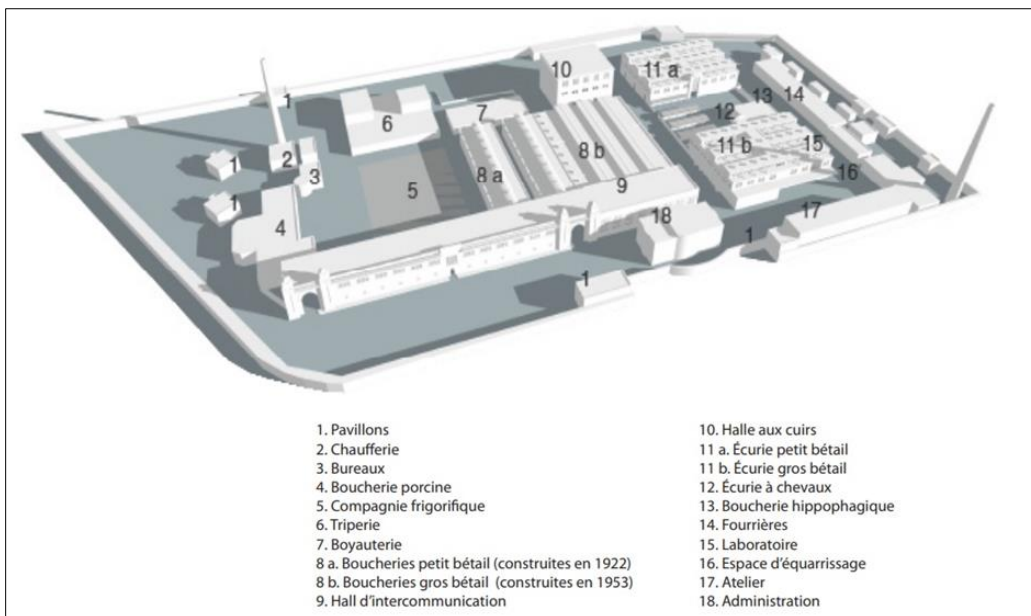 10
11 a
1
13
14
6
7
12
2
8 b
11 b
15
1
3
8 a
16
5
9
1
4
18
17
1
1
1. Pavillons
2. Chaufferie
3. Bureaux
4. Boucherie porcine
5. Compagnie frigorifique
6. Triperie
7. Boyauterie
8 a. Boucheries petit bétail (construites en 1922)
8 b. Boucheries gros bétail (construites en 1953)
9. Hall d'intercommunication
10. Halle aux cuirs
11 a. Écurie petit bétail
11 b. Écurie gros bétail
12. Écurie à chevaux
13. Boucherie hippophagique
14. Fourrières
15. Laboratoire
16. Espace d'équarrissage
17. Atelier
18. Administration